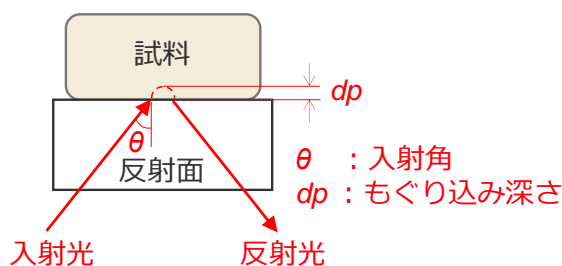 試料
dp
θ
反射面
θ ：入射角
dp：もぐり込み深さ
入射光
反射光